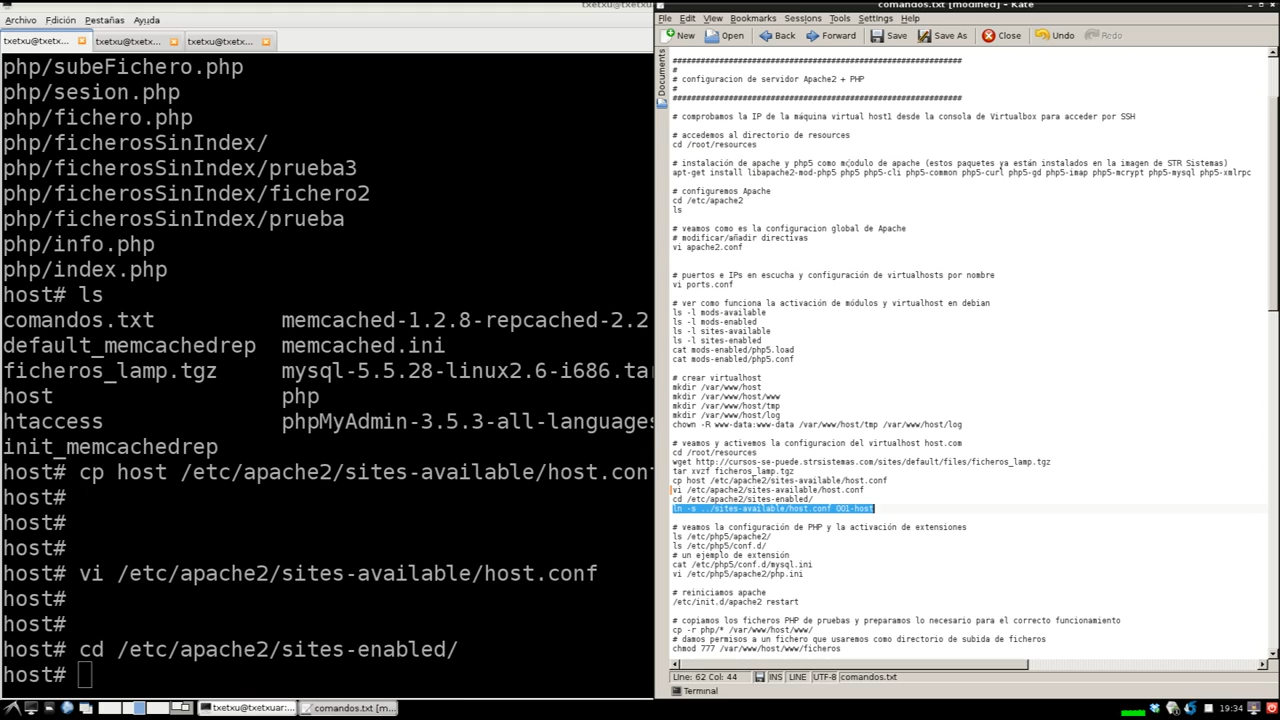 txetxu@txetxu
comandos.txt [modified] - Kate
Archivo Edición Pestañas Ayuda
File Edit View Bookmarks Sessions Tools Settings Help
txetxu@txetx... txetxu@txetx... txetxu@txetx...
New Open Back Forward Save Save As Close Undo Redo
Documents
php/subeFihero.php
php/sesion.php
php/fichero.php
php/ficherosSinIndex/
php/ficherosSinIndex/prueba3
php/ficherosSinIndex/fichero2
php/ficherosSinIndex/prueba
php/info.php
php/index.php
host# ls
comandos.txt memcached-1.2.8-repcached-2.2
default_memcachedrep memcached.ini
ficheros_lamp.tgz mysql-5.5.28-linux2.6-i686.tar
host php
htaccess phpMyAdmin-3.5.3-all-languages
init_memcachedrep
host# cp host /etc/apache2/sites-available/host.conf
host#
host#
host#
host# vi /etc/apache2/sites-available/host.conf
host#
host#
host# cd /etc/apache2/sites-enabled/
host#
##############################################################
#
# configuracion de servidor Apache2 + PHP
#
##############################################################
# comprobamos la IP de la máquina virtual host1 desde la consola de Virtualbox para acceder por SSH
# accedemos al directorio de resources
cd /root/resources
# instalación de apache y php5 como modulo de apache (estos paquetes ya están instalados en la imagen de STR Sistemas)
apt-get install libapache2-mod-php5 php5 php5-cli php5-common php5-curl php5-gd php5-imap php5-mcrypt php5-mysql php5-xmlrpc
# configuremos Apache
cd /etc/apache2
ls
# veamos como es la configuracion global de Apache
# modificar/añadir directivas
vi apache2.conf
# puertos e IPs en escucha y configuración de virtualhosts por nombre
vi ports.conf
# ver como funciona la activación de módulos y virtualhost en debian
ls -l mods-available
ls -l mods-enabled
ls -l sites-available
ls -l sites-enabled
cat mods-enabled/php5.load
cat mods-enabled/php5.conf
# crear virtualhost
mkdir /var/www/host
mkdir /var/www/host/www
mkdir /var/www/host/tmp
mkdir /var/www/host/log
chown -R www-data:www-data /var/www/host/tmp /var/www/host/log
# veamos y activemos la configuracion del virtualhost host.com
cd /root/resources
wget http://cursos-se-puede.strsistemas.com/sites/default/files/ficheros_lamp.tgz
tar xvzf ficheros_lamp.tgz
cp host /etc/apache2/sites-available/host.conf
vi /etc/apache2/sites-available/host.conf
cd /etc/apache2/sites-enabled/
ln -s ../sites-available/host.conf 001-host
# veamos la configuración de PHP y la activación de extensiones
ls /etc/php5/apache2/
ls /etc/php5/conf.d/
# un ejemplo de extensión
cat /etc/php5/conf.d/mysql.ini
vi /etc/php5/apache2/php.ini
# reiniciamos apache
/etc/init.d/apache2 restart
# copiamos los ficheros PHP de pruebas y preparamos lo necesario para el correcto funcionamiento
cp -r php/* /var/www/host/www/
# damos permisos a un fichero que usaremos como directorio de subida de ficheros
chmod 777 /var/www/host/www/ficheros
Line: 62 Col: 44 INS LINE UTF-8 comandos.txt
Terminal
txetxu@txetxuar:... comandos.txt [m... 19:34